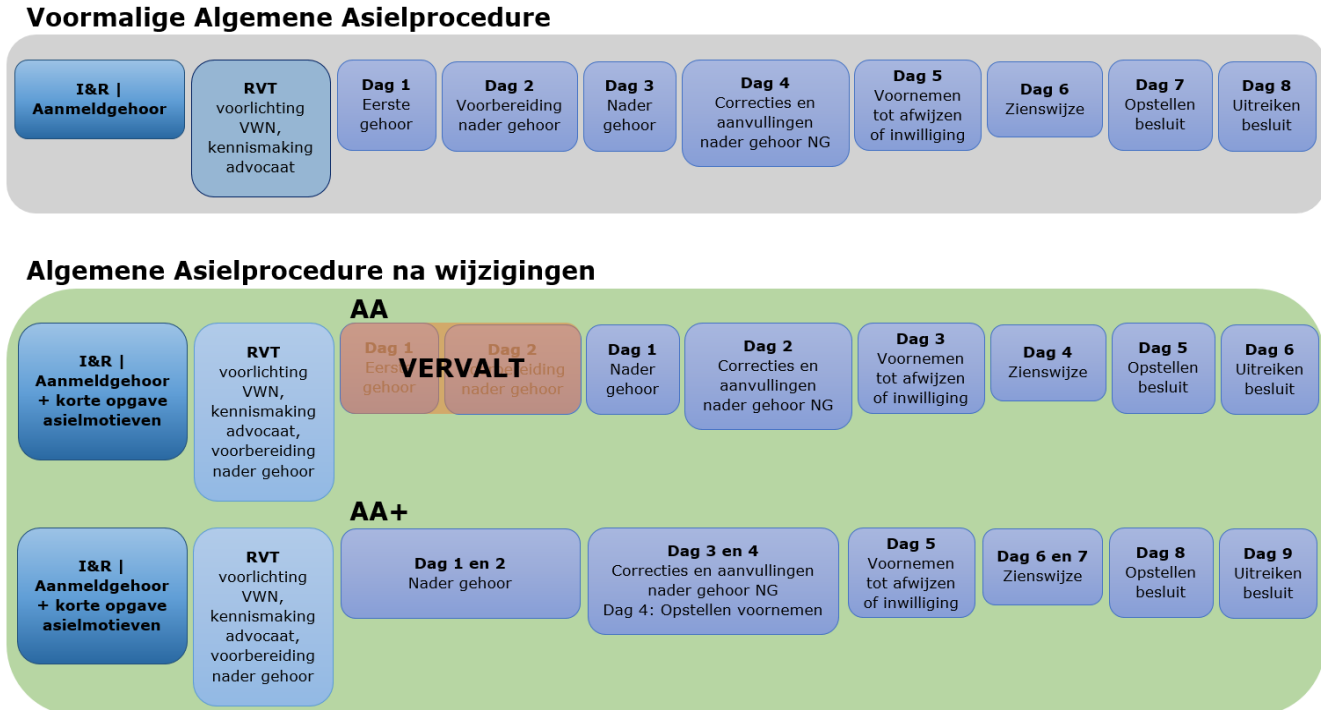 Voormalige Algemene Asielprocedure
I&R |
Aanmeldgehoor
RVT
voorlichting
VWN,
kennismaking
advocaat
Dag 1
Eerste
gehoor
Dag 2
Voorbereiding
nader gehoor
Dag 3
Nader
gehoor
Dag 4
Correcties en
aanvullingen
nader gehoor NG
Dag 5
Voornemen
tot afwijzen
of inwilliging
Dag 6
Zienswijze
Dag 7
Opstellen
besluit
Dag 8
Uitreiken
besluit
Algemene Asielprocedure na wijzigingen
AA
I&R |
Aanmeldgehoor
+ korte opgave
asielmotieven
RVT
voorlichting
VWN,
kennismaking
advocaat,
voorbereiding
nader gehoor
Dag 1
Eerste
gehoor
Dag 2
Voorbereiding
nader gehoor
VERVALT
Dag 1
Nader
gehoor
Dag 2
Correcties en
aanvullingen
nader gehoor NG
Dag 3
Voornemen
tot afwijzen
of inwilliging
Dag 4
Zienswijze
Dag 5
Opstellen
besluit
Dag 6
Uitreiken
besluit
AA+
I&R |
Aanmeldgehoor
+ korte opgave
asielmotieven
RVT
voorlichting
VWN,
kennismaking
advocaat,
voorbereiding
nader gehoor
Dag 1 en 2
Nader gehoor
Dag 3 en 4
Correcties en aanvullingen
nader gehoor NG
Dag 4: Opstellen voornemen
Dag 5
Voornemen
tot afwijzen
of inwilliging
Dag 6 en 7
Zienswijze
Dag 8
Opstellen
besluit
Dag 9
Uitreiken
besluit